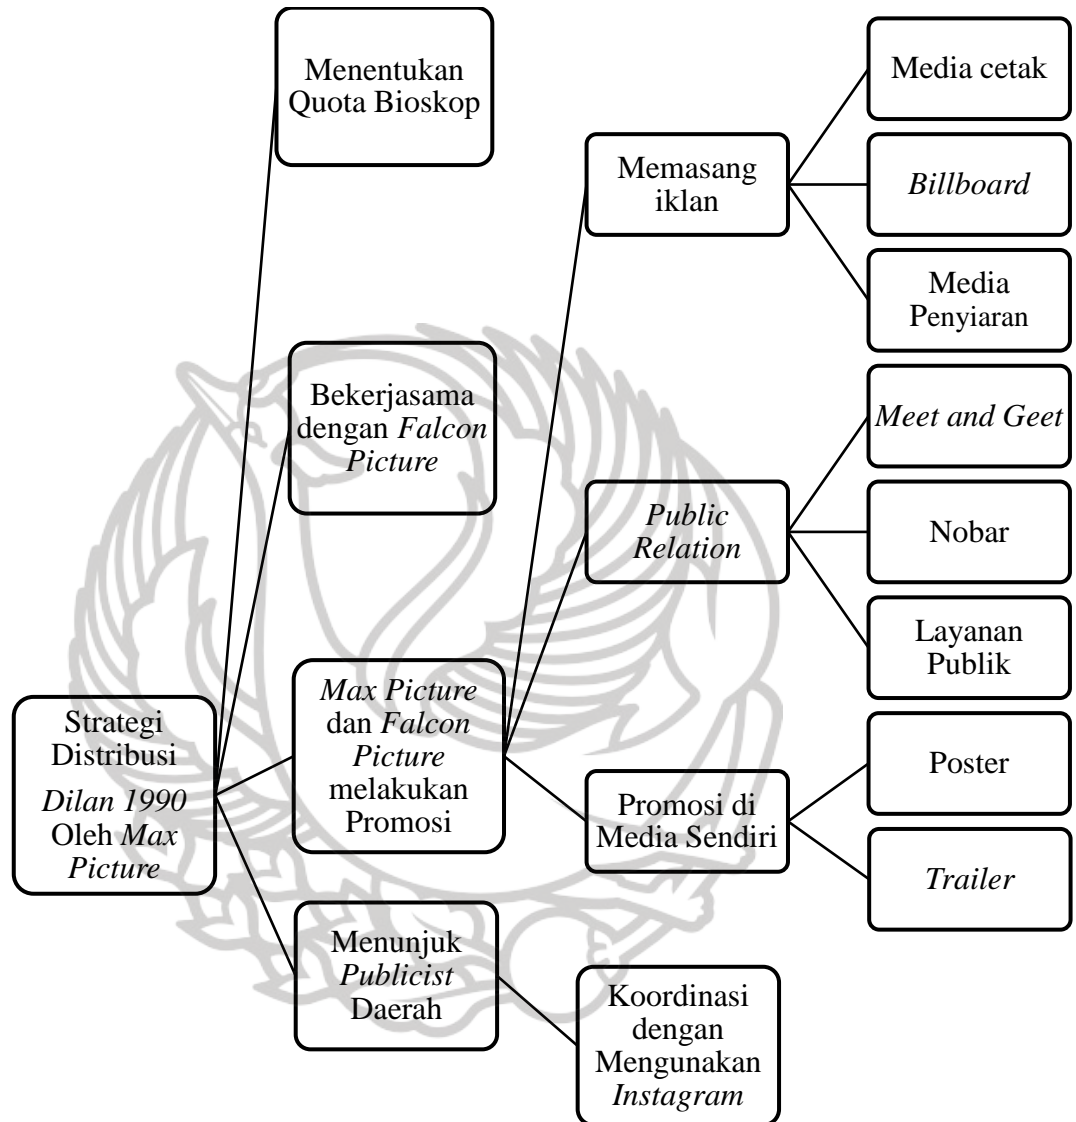 Strategi
Distribusi
Dilan 1990
Oleh Max
Picture
Menentukan
Quota Bioskop
Bekerjasama
dengan Falcon
Picture
Max Picture
dan Falcon
Picture
melakukan
Promosi
Memasang
iklan
Media cetak
Billboard
Media
Penyiaran
Public
Relation
Meet and Geet
Nobar
Layanan
Publik
Promosi di
Media Sendiri
Poster
Trailer
Menunjuk
Publicist
Daerah
Koordinasi
dengan
Mengunakan
Instagram